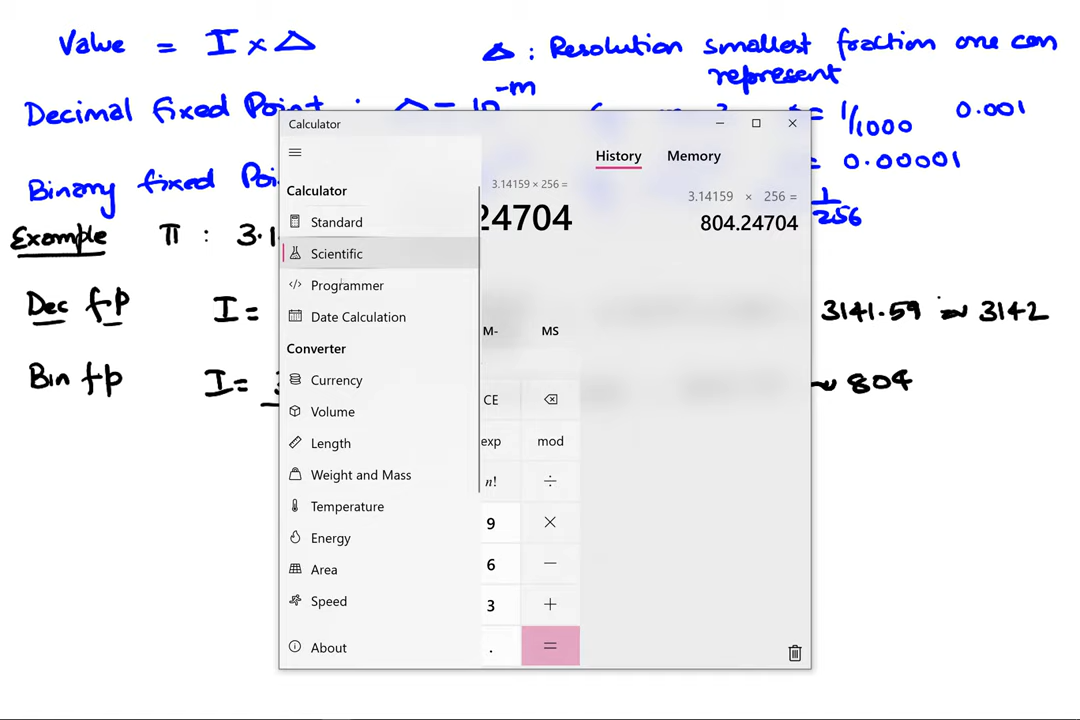 Value = I x Δ
Δ : Resolution smallest fraction one can
represent
Decimal fixed Point : Δ = 10 -m
= 1/1000 0.001
= 0.00001
Binary fixed
1/256
Example π : 3.1
Dec f-p I = 3141.59 ≈ 3142
Bin f-p I = ~ 804
Calculator
Calculator
Standard
Scientific
Programmer
Date Calculation
Converter
Currency
Volume
Length
Weight and Mass
Temperature
Energy
Area
Speed
About
3.14159 × 256 =
24704
M- MS
CE
exp mod
n! ÷
9 ×
6 −
3 +
. =
History Memory
3.14159 × 256 =
804.24704